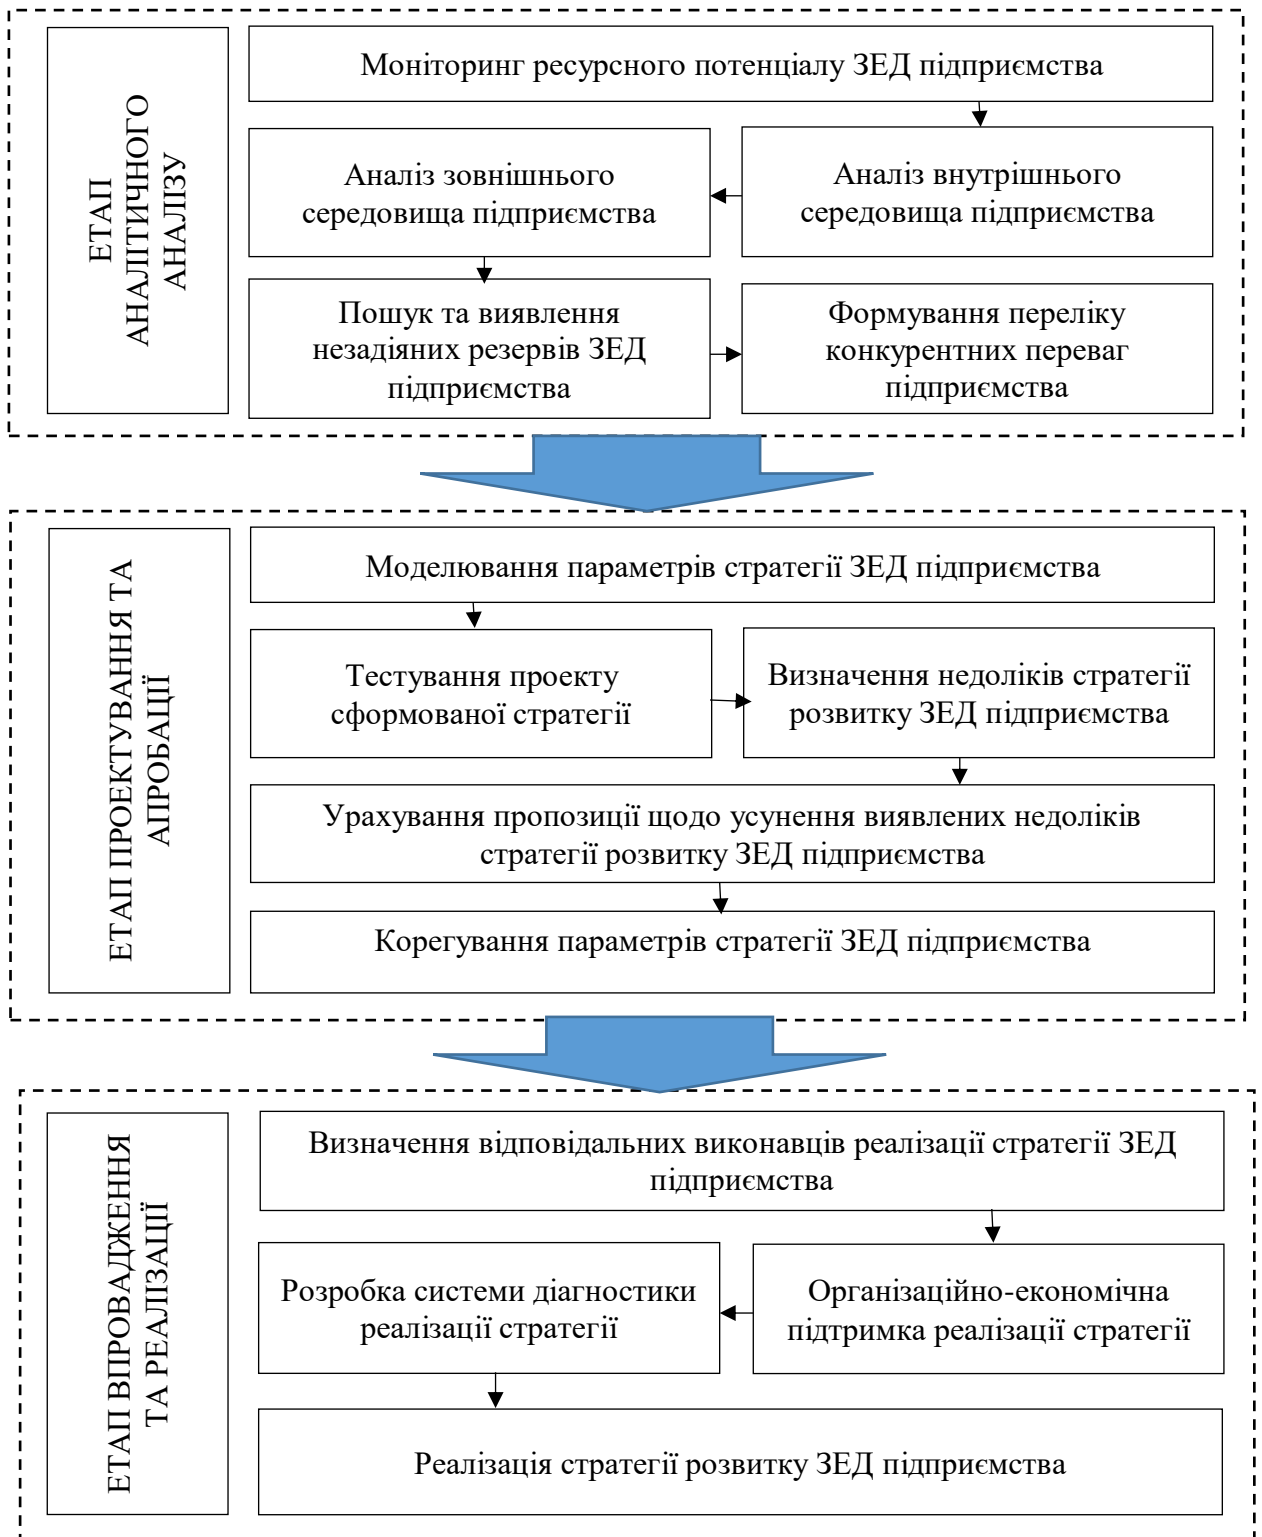 ЕТАП
АНАЛІТИЧНОГО
АНАЛІЗУ
Моніторинг ресурсного потенціалу ЗЕД підприємства
Аналіз зовнішнього
середовища підприємства
Аналіз внутрішнього
середовища підприємства
Пошук та виявлення
незадіяних резервів ЗЕД
підприємства
Формування переліку
конкурентних переваг
підприємства
ЕТАП ПРОЕКТУВАННЯ ТА
АПРОБАЦІЇ
Моделювання параметрів стратегії ЗЕД підприємства
Тестування проекту
сформованої стратегії
Визначення недоліків стратегії
розвитку ЗЕД підприємства
Урахування пропозиції щодо усунення виявлених недоліків
стратегії розвитку ЗЕД підприємства
Корегування параметрів стратегії ЗЕД підприємства
ЕТАП ВПРОВАДЖЕННЯ
ТА РЕАЛІЗАЦІЇ
Визначення відповідальних виконавців реалізації стратегії ЗЕД
підприємства
Розробка системи діагностики
реалізації стратегії
Організаційно-економічна
підтримка реалізації стратегії
Реалізація стратегії розвитку ЗЕД підприємства